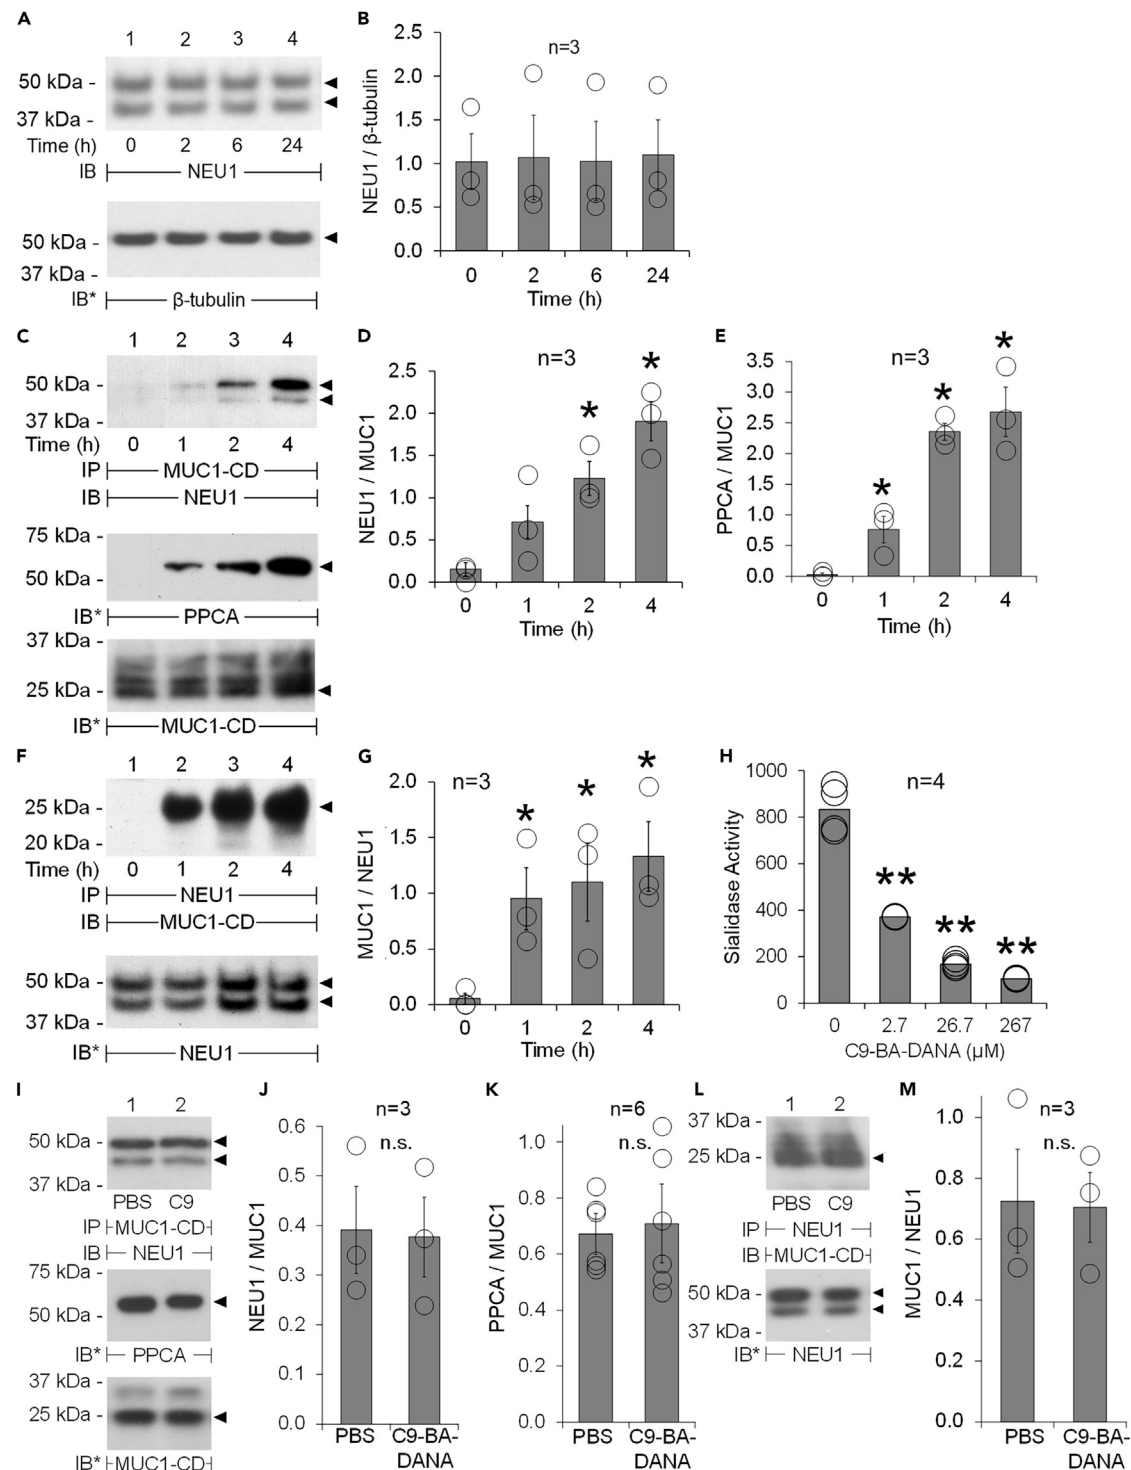 A
1 2 3 4
50 kDa -
37 kDa -
Time (h) 0 2 6 24
IB NEU1
50 kDa -
37 kDa -
IB* β-tubulin
B
n=3
NEU1 / β-tubulin
2.5
2.0
1.5
1.0
0.5
0.0
0 2 6 24
Time (h)
C
1 2 3 4
50 kDa -
37 kDa -
Time (h) 0 1 2 4
IP MUC1-CD
IB NEU1
75 kDa -
50 kDa -
IB* PPCA
37 kDa -
25 kDa -
IB* MUC1-CD
D
n=3
NEU1 / MUC1
2.5
2.0
1.5
1.0
0.5
0.0
* *
0 1 2 4
Time (h)
E
n=3
PPCA / MUC1
3.5
3.0
2.5
2.0
1.5
1.0
0.5
0.0
* * *
0 1 2 4
Time (h)
F
1 2 3 4
25 kDa -
20 kDa -
Time (h) 0 1 2 4
IP NEU1
IB MUC1-CD
50 kDa -
37 kDa -
IB* NEU1
G
n=3
MUC1 / NEU1
2.0
1.5
1.0
0.5
0.0
* * *
0 1 2 4
Time (h)
H
n=4
Sialidase Activity
1000
800
600
400
200
0
** ** **
0 2.7 26.7 267
C9-BA-DANA (µM)
I
1 2
50 kDa -
37 kDa -
PBS C9
IP MUC1-CD
IB NEU1
75 kDa -
50 kDa -
IB* PPCA
37 kDa -
25 kDa -
IB* MUC1-CD
J
n=3
n.s.
NEU1 / MUC1
0.6
0.5
0.4
0.3
0.2
0.1
0.0
PBS C9-BA-
DANA
K
n=6
n.s.
PPCA / MUC1
1.0
0.8
0.6
0.4
0.2
0.0
PBS C9-BA-
DANA
L
1 2
37 kDa -
25 kDa -
PBS C9
IP NEU1
IB MUC1-CD
50 kDa -
37 kDa -
IB* NEU1
M
n=3
n.s.
MUC1 / NEU1
1.0
0.8
0.6
0.4
0.2
0.0
PBS C9-BA-
DANA